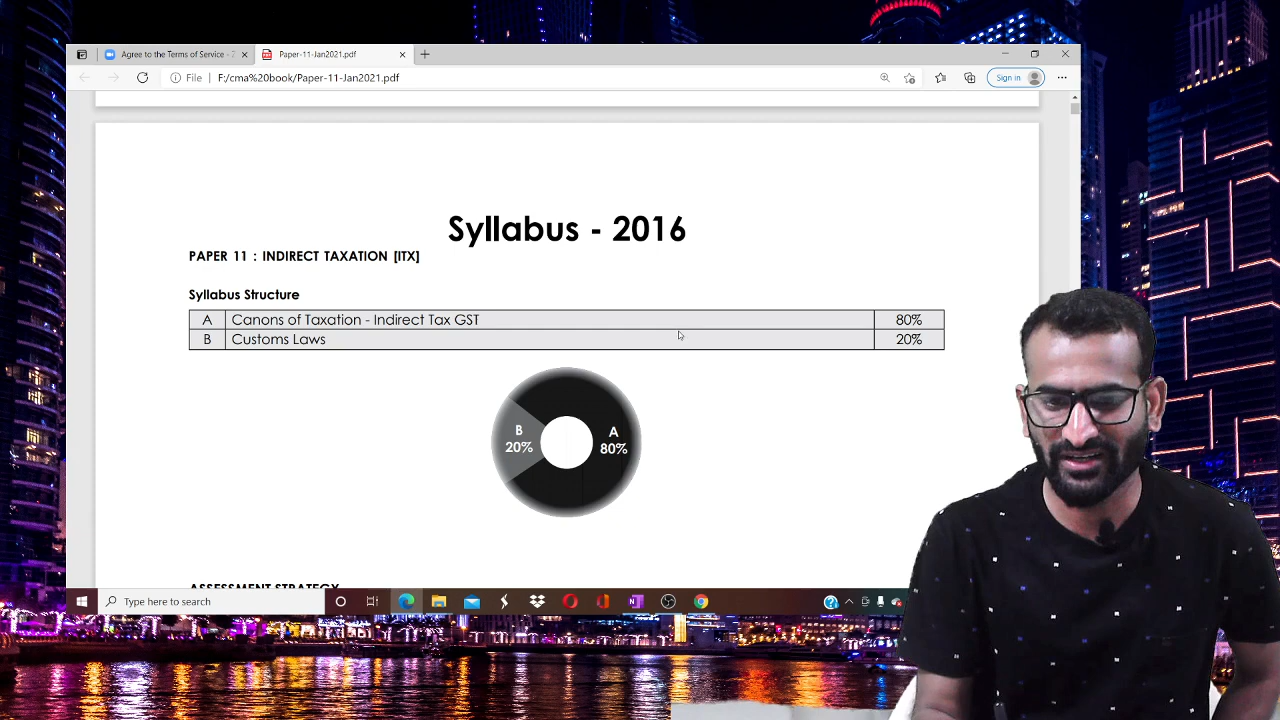 Agree to the Terms of Service - Z
Paper-11-Jan2021.pdf
File
F:/cma%20book/Paper-11-Jan2021.pdf
Sign in
Syllabus - 2016
PAPER 11 : INDIRECT TAXATION [ITX]
Syllabus Structure
A Canons of Taxation - Indirect Tax GST 80%
B Customs Laws 20%
B
20%
A
80%
ASSESSMENT STRATEGY
Type here to search